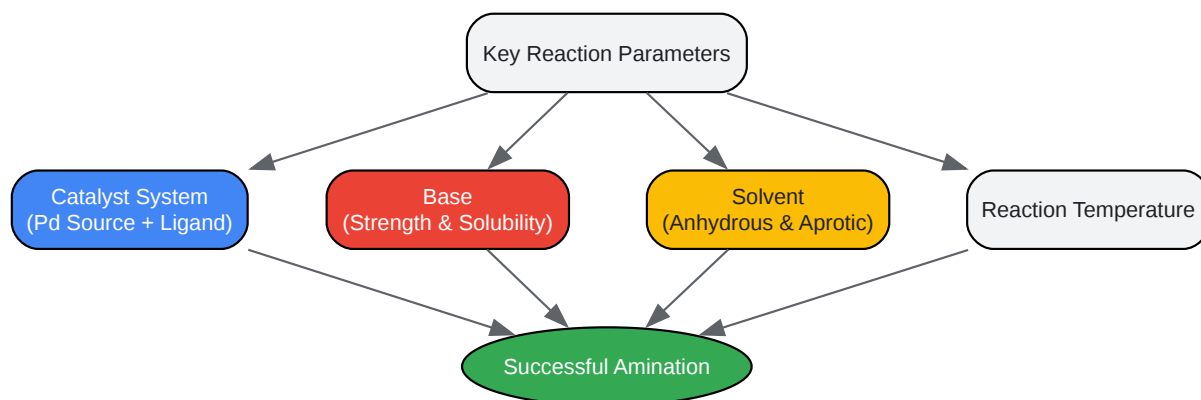 Key Reaction Parameters
Catalyst System
(Pd Source + Ligand)
Base
(Strength & Solubility)
Solvent
(Anhydrous & Aprotic)
Reaction Temperature
Successful Amination